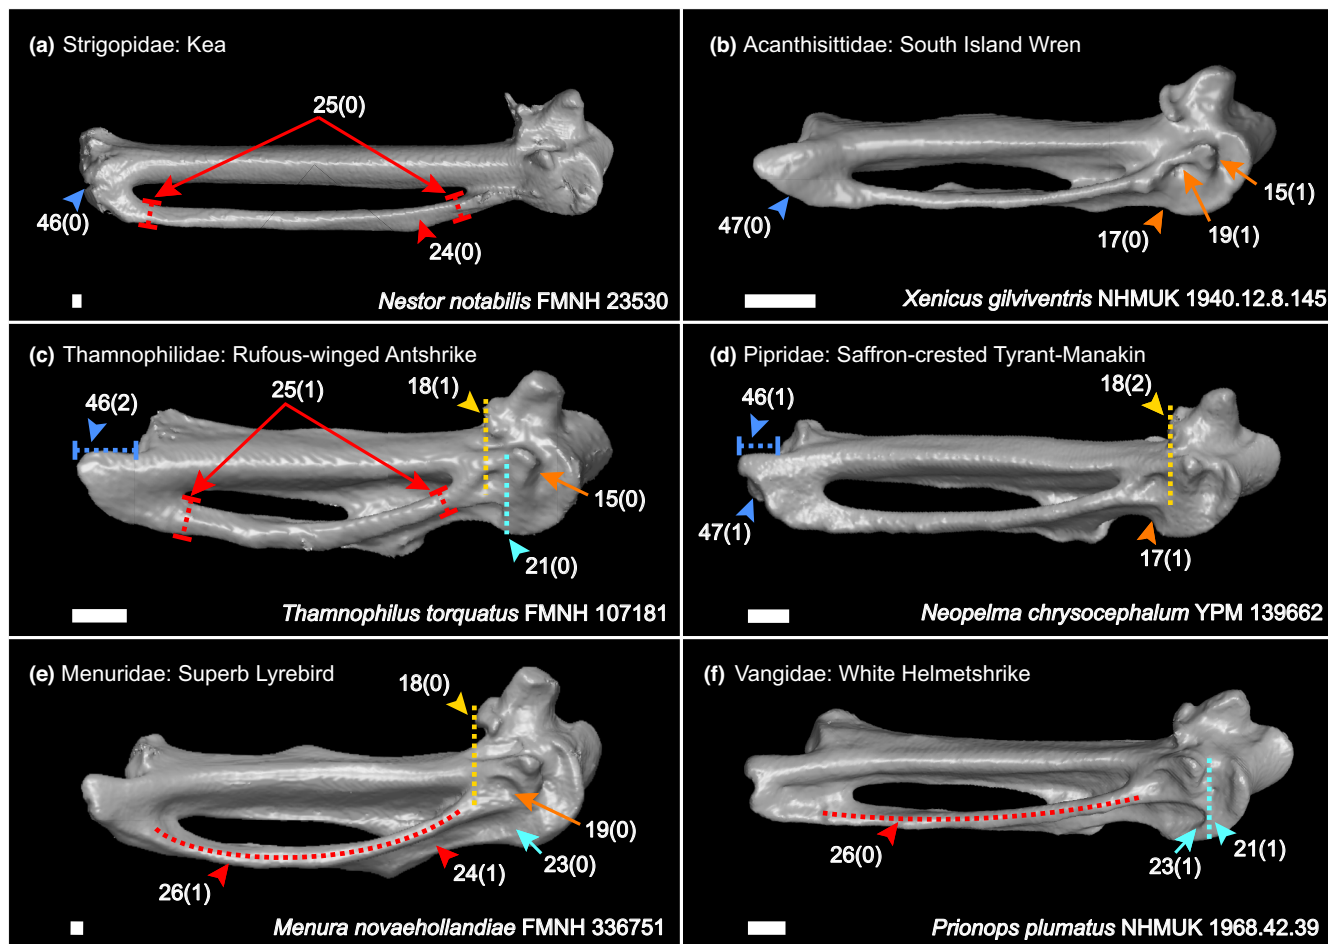 (a) Strigopidae: Kea
25(0)
46(0)
24(0)
Nestor notabilis FMNH 23530
(b) Acanthisittidae: South Island Wren
15(1)
47(0)
17(0)
19(1)
Xenicus gilviventris NHMUK 1940.12.8.145
(c) Thamnophilidae: Rufous-winged Antshrike
46(2)
25(1)
18(1)
15(0)
21(0)
Thamnophilus torquatus FMNH 107181
(d) Pipridae: Saffron-crested Tyrant-Manakin
46(1)
18(2)
47(1)
17(1)
Neopelma chrysocephalum YPM 139662
(e) Menuridae: Superb Lyrebird
18(0)
19(0)
23(0)
24(1)
26(1)
Menura novaehollandiae FMNH 336751
(f) Vangidae: White Helmetshrike
26(0)
23(1)
21(1)
Prionops plumatus NHMUK 1968.42.39